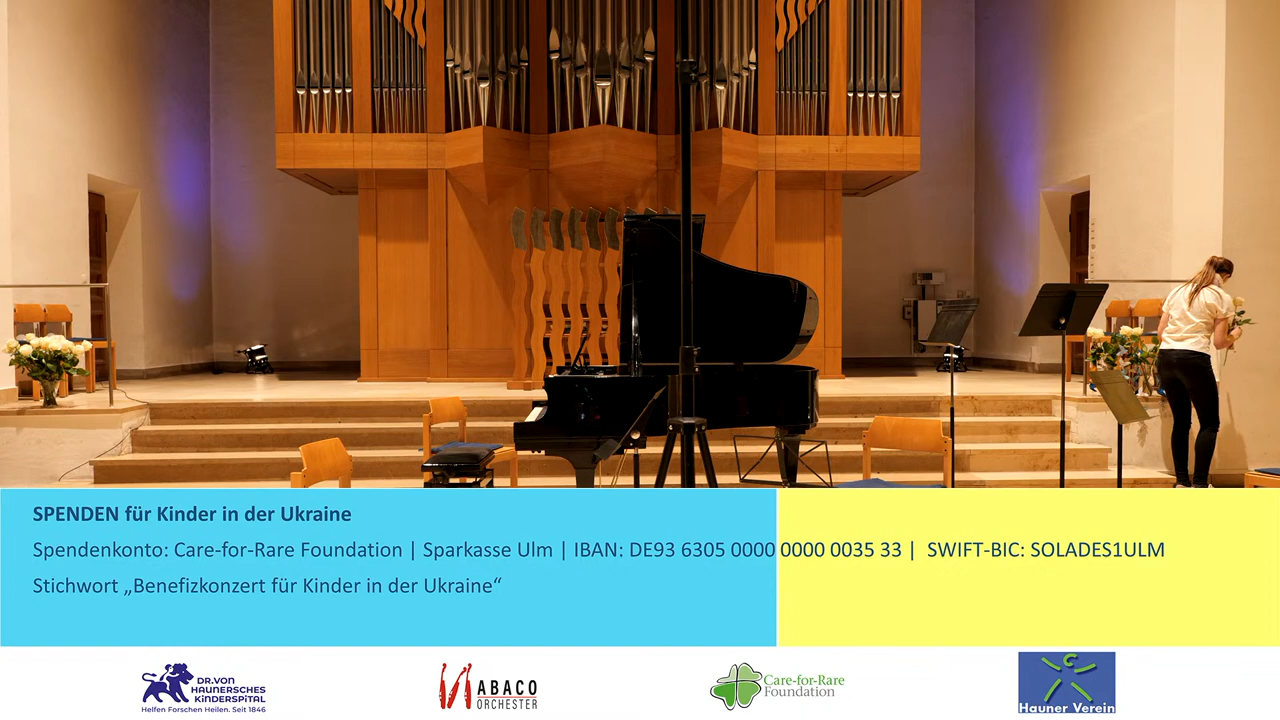 SPENDEN für Kinder in der Ukraine
Spendenkonto: Care-for-Rare Foundation | Sparkasse Ulm | IBAN: DE93 6305 0000 0000 0035 33 | SWIFT-BIC: SOLADES1ULM
Stichwort „Benefizkonzert für Kinder in der Ukraine“
DR.VON
HAUNERSCHES
KINDERSPITAL
Helfen Forschen Heilen. Seit 1846
ABACO
ORCHESTER
Care-for-Rare
Foundation
Hauner Verein